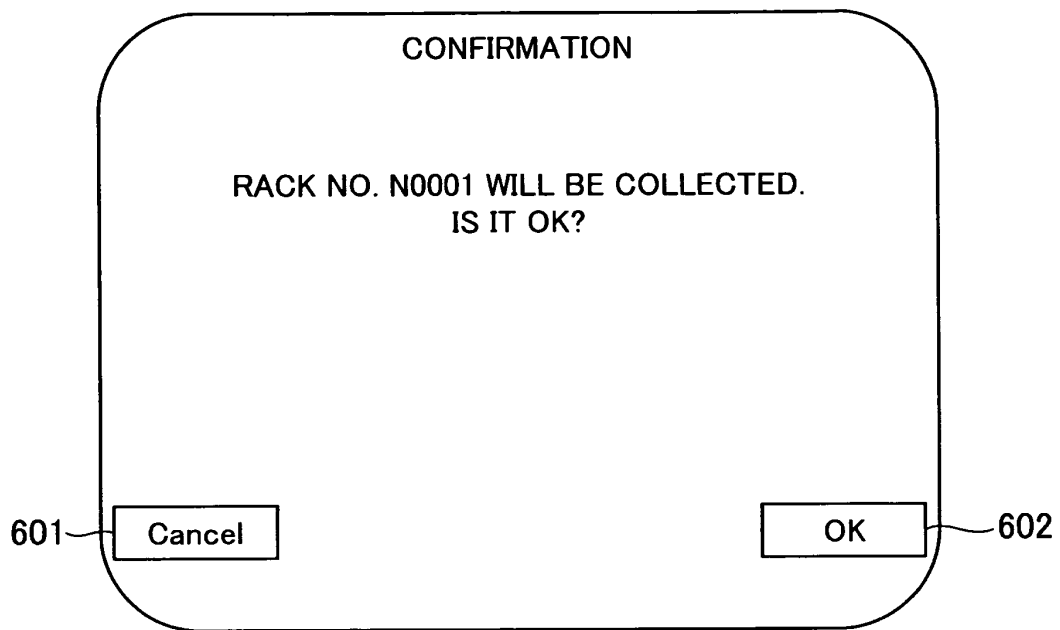 CONFIRMATION
RACK NO. N0001 WILL BE COLLECTED.
IS IT OK?
601
Cancel
OK
602